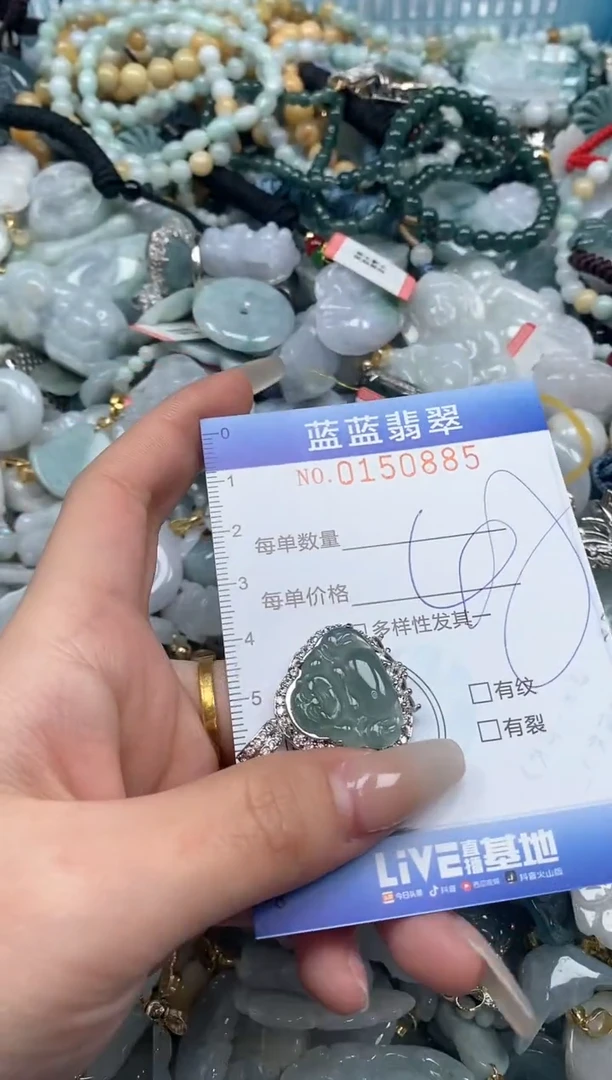 蓝蓝翡翠
NO.0150885
0
1
2
每单数量
3
每单价格
4
多样性发其一
5
□有纹
□有裂
LiVE直播基地
今日头条 抖音 西瓜视频 抖音火山版